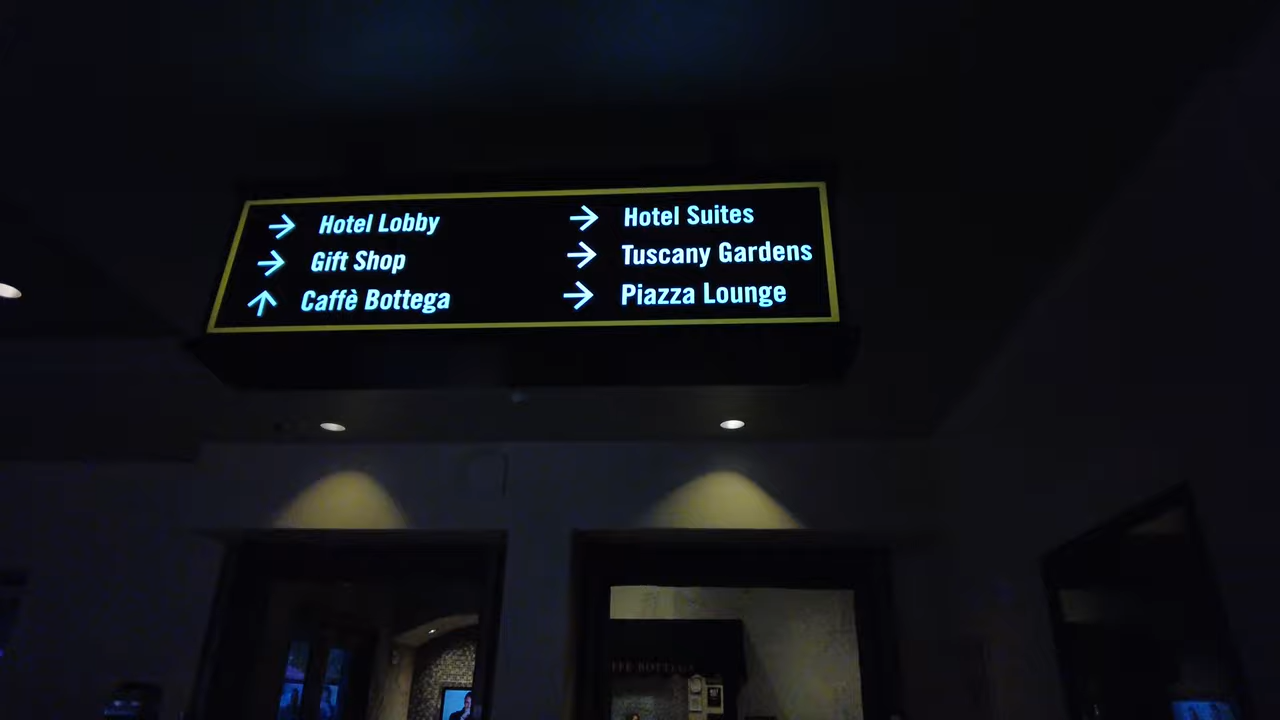 Hotel Lobby
Gift Shop
Caffè Bottega
Hotel Suites
Tuscany Gardens
Piazza Lounge